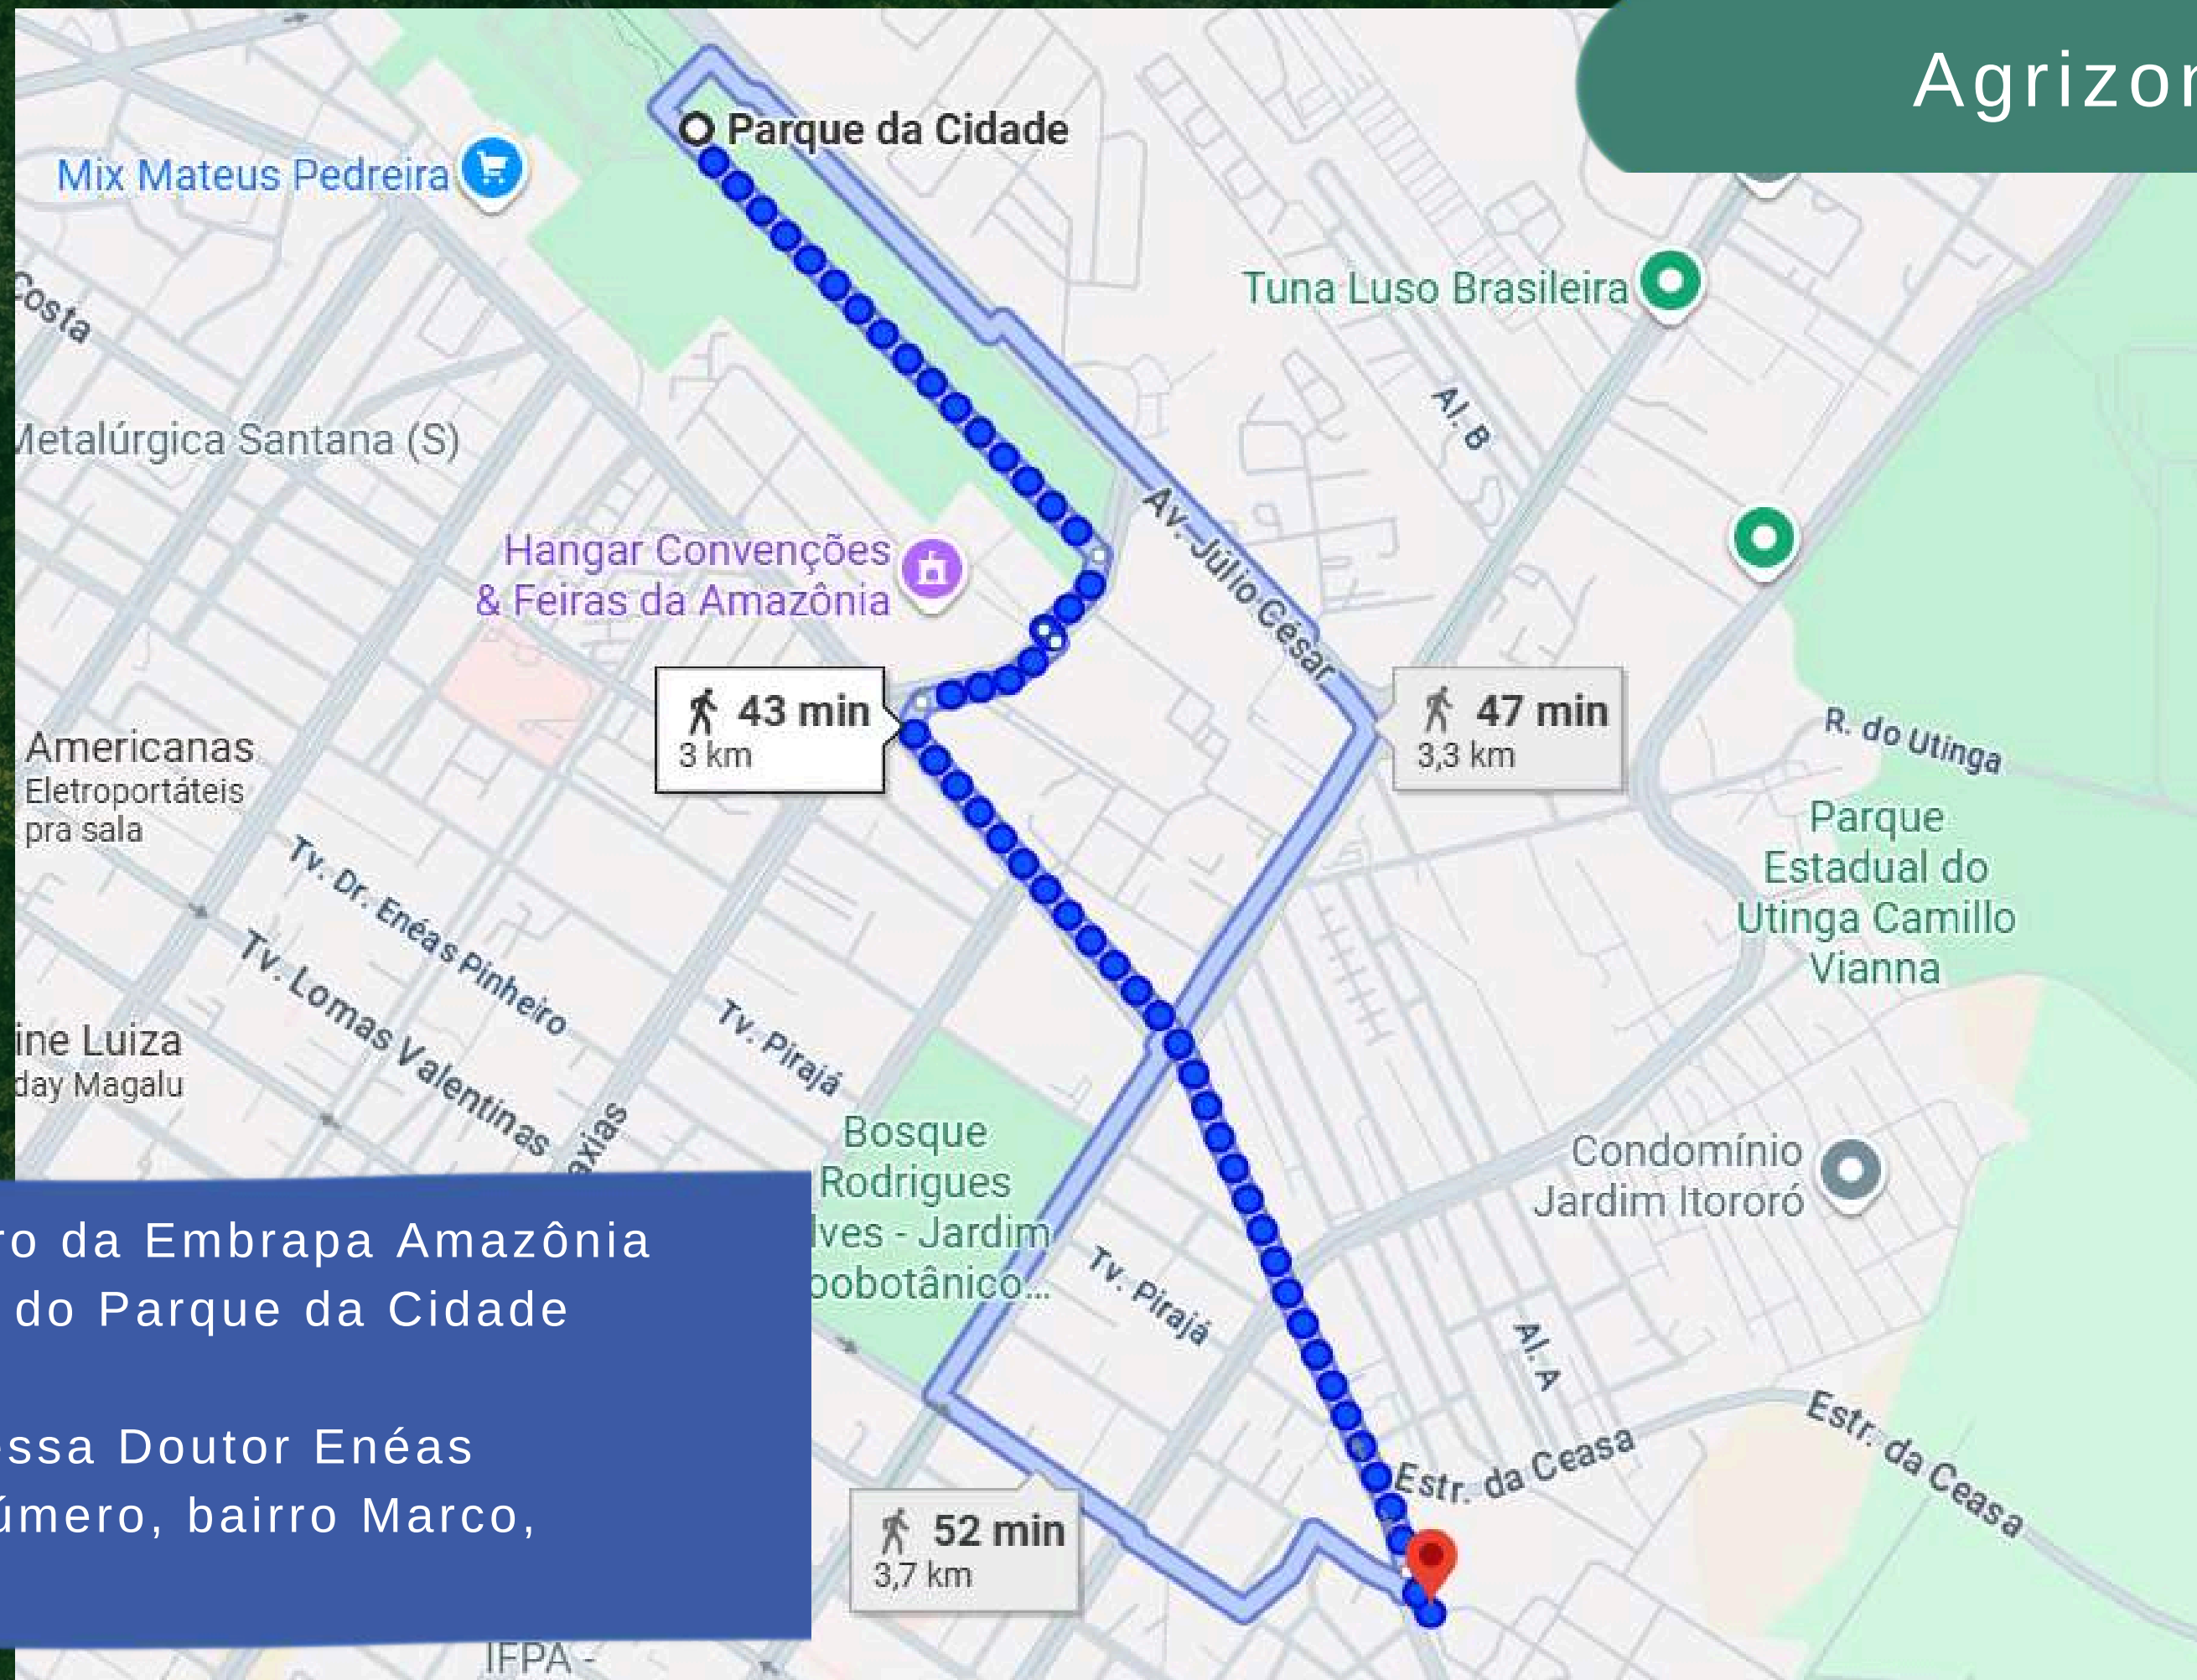 Parque da Cidade
Mix Mateus Pedreira
Tuna Luso Brasileira
Costa
Al. B
Metalúrgica Santana (S)
Av. Júlio César
Hangar Convenções
& Feiras da Amazônia
43 min
3 km
47 min
3,3 km
R. do Utinga
Americanas
Eletroportáteis
pra sala
Parque
Estadual do
Utinga Camillo
Vianna
Tv. Dr. Enéas Pinheiro
Tv. Lomas Valentinas
Tv. Pirajá
ine Luiza
day Magalu
axias
Bosque
Rodrigues
lves - Jardim
oobotânico...
Condomínio
Jardim Itororó
Tv. Pirajá
Al. A
Estr. da Ceasa
Estr. da Ceasa
52 min
3,7 km
IFPA -
Agrizon
ro da Embrapa Amazônia
do Parque da Cidade
essa Doutor Enéas
úmero, bairro Marco,